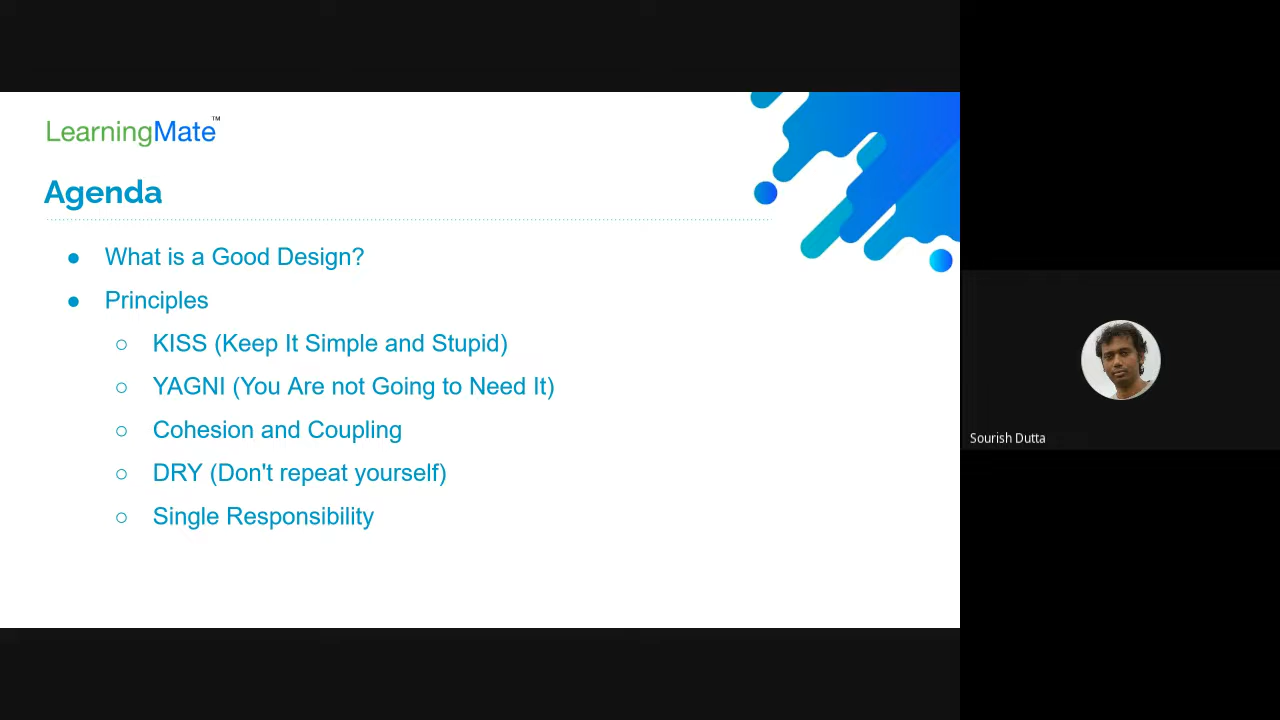 LearningMate™
Agenda
● What is a Good Design?
● Principles
○ KISS (Keep It Simple and Stupid)
○ YAGNI (You Are not Going to Need It)
○ Cohesion and Coupling
○ DRY (Don't repeat yourself)
○ Single Responsibility
Sourish Dutta